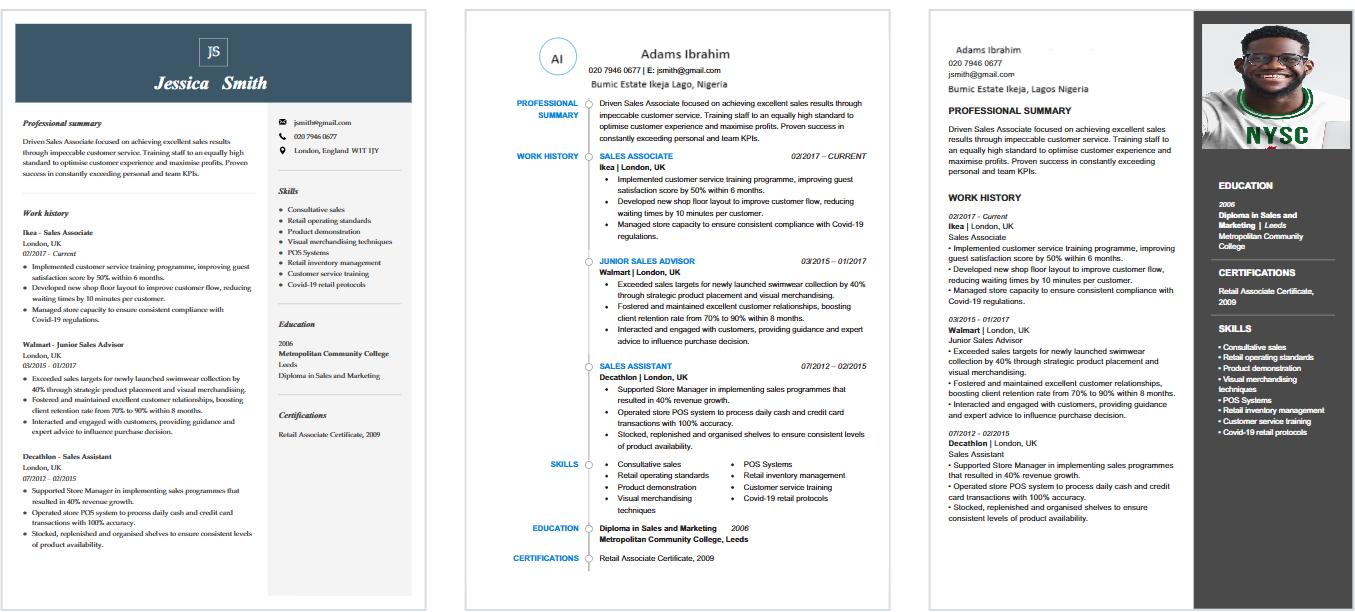 JS
Jessica Smith
Professional summary
Driven Sales Associate focused on achieving excellent sales results
through impeccable customer service. Training staff to an equally high
standard to optimise customer experience and maximise profits. Proven
success in constantly exceeding personal and team KPIs.
Work history
Ikea - Sales Associate
London, UK
02/2017 - Current
● Implemented customer service training programme, improving guest
satisfaction score by 50% within 6 months.
● Developed new shop floor layout to improve customer flow, reducing
waiting times by 10 minutes per customer.
● Managed store capacity to ensure consistent compliance with
Covid-19 regulations.
Walmart - Junior Sales Advisor
London, UK
03/2015 - 01/2017
● Exceeded sales targets for newly launched swimwear collection by
40% through strategic product placement and visual merchandising.
● Fostered and maintained excellent customer relationships, boosting
client retention rate from 70% to 90% within 8 months.
● Interacted and engaged with customers, providing guidance and
expert advice to influence purchase decision.
Decathlon - Sales Assistant
London, UK
07/2012 - 02/2015
● Supported Store Manager in implementing sales programmes that
resulted in 40% revenue growth.
● Operated store POS system to process daily cash and credit card
transactions with 100% accuracy.
● Stocked, replenished and organised shelves to ensure consistent levels
of product availability.
jsmith@gmail.com
020 7946 0677
London, England WIT 1JY
Skills
● Consultative sales
● Retail operating standards
● Product demonstration
● Visual merchandising techniques
● POS Systems
● Retail inventory management
● Customer service training
● Covid-19 retail protocols
Education
2006
Metropolitan Community College
Leeds
Diploma in Sales and Marketing
Certifications
Retail Associate Certificate, 2009
AI
Adams Ibrahim
020 7946 0677 | E: jsmith@gmail.com
Bumic Estate Ikeja Lago, Nigeria
PROFESSIONAL
SUMMARY
Driven Sales Associate focused on achieving excellent sales results through
impeccable customer service. Training staff to an equally high standard to
optimise customer experience and maximise profits. Proven success in
constantly exceeding personal and team KPIs.
WORK HISTORY
SALES ASSOCIATE 02/2017 – CURRENT
Ikea | London, UK
• Implemented customer service training programme, improving guest
satisfaction score by 50% within 6 months.
• Developed new shop floor layout to improve customer flow, reducing
waiting times by 10 minutes per customer.
• Managed store capacity to ensure consistent compliance with Covid-19
regulations.
JUNIOR SALES ADVISOR 03/2015 – 01/2017
Walmart | London, UK
• Exceeded sales targets for newly launched swimwear collection by 40%
through strategic product placement and visual merchandising.
• Fostered and maintained excellent customer relationships, boosting
client retention rate from 70% to 90% within 8 months.
• Interacted and engaged with customers, providing guidance and expert
advice to influence purchase decision.
SALES ASSISTANT 07/2012 – 02/2015
Decathlon | London, UK
• Supported Store Manager in implementing sales programmes that
resulted in 40% revenue growth.
• Operated store POS system to process daily cash and credit card
transactions with 100% accuracy.
• Stocked, replenished and organised shelves to ensure consistent levels
of product availability.
SKILLS
• Consultative sales
• Retail operating standards
• Product demonstration
• Visual merchandising
techniques
• POS Systems
• Retail inventory management
• Customer service training
• Covid-19 retail protocols
EDUCATION
Diploma in Sales and Marketing 2006
Metropolitan Community College, Leeds
CERTIFICATIONS
Retail Associate Certificate, 2009
Adams Ibrahim
020 7946 0677
jsmith@gmail.com
Bumic Estate Ikeja, Lagos Nigeria
PROFESSIONAL SUMMARY
Driven Sales Associate focused on achieving excellent sales
results through impeccable customer service. Training staff to
an equally high standard to optimise customer experience and
maximise profits. Proven success in constantly exceeding
personal and team KPIs.
WORK HISTORY
02/2017 - Current
Ikea | London, UK
Sales Associate
• Implemented customer service training programme, improving
guest satisfaction score by 50% within 6 months.
• Developed new shop floor layout to improve customer flow,
reducing waiting times by 10 minutes per customer.
• Managed store capacity to ensure consistent compliance with
Covid-19 regulations.
03/2015 - 01/2017
Walmart | London, UK
Junior Sales Advisor
• Exceeded sales targets for newly launched swimwear
collection by 40% through strategic product placement and
visual merchandising.
• Fostered and maintained excellent customer relationships,
boosting client retention rate from 70% to 90% within 8 months.
• Interacted and engaged with customers, providing guidance
and expert advice to influence purchase decision.
07/2012 - 02/2015
Decathlon | London, UK
Sales Assistant
• Supported Store Manager in implementing sales programmes
that resulted in 40% revenue growth.
• Operated store POS system to process daily cash and credit
card transactions with 100% accuracy.
• Stocked, replenished and organised shelves to ensure
consistent levels of product availability.
NYSC
EDUCATION
2006
Diploma in Sales and
Marketing | Leeds
Metropolitan Community
College
CERTIFICATIONS
Retail Associate Certificate,
2009
SKILLS
• Consultative sales
• Retail operating standards
• Product demonstration
• Visual merchandising
techniques
• POS Systems
• Retail inventory management
• Customer service training
• Covid-19 retail protocols